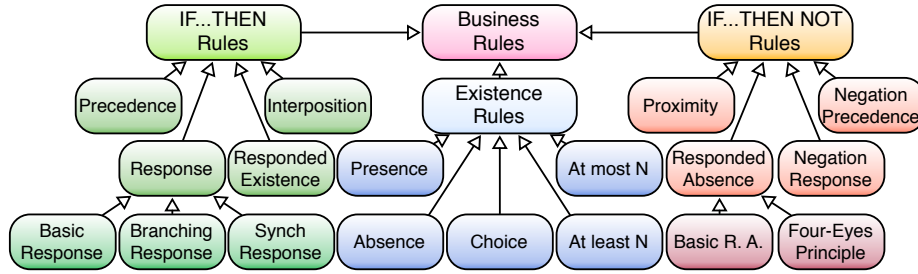 IF...THEN
Rules
Business
Rules
IF...THEN NOT
Rules
Precedence
Interposition
Existence
Rules
Proximity
Negation
Precedence
Response
Responded
Existence
Presence
At most N
Responded
Absence
Negation
Response
Basic
Response
Branching
Response
Synch
Response
Absence
Choice
At least N
Basic R. A.
Four-Eyes
Principle